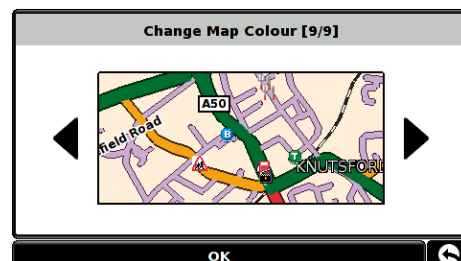 Change Map Colour [9/9]
A50
field Road
B
T
KNUTSFORD
OK